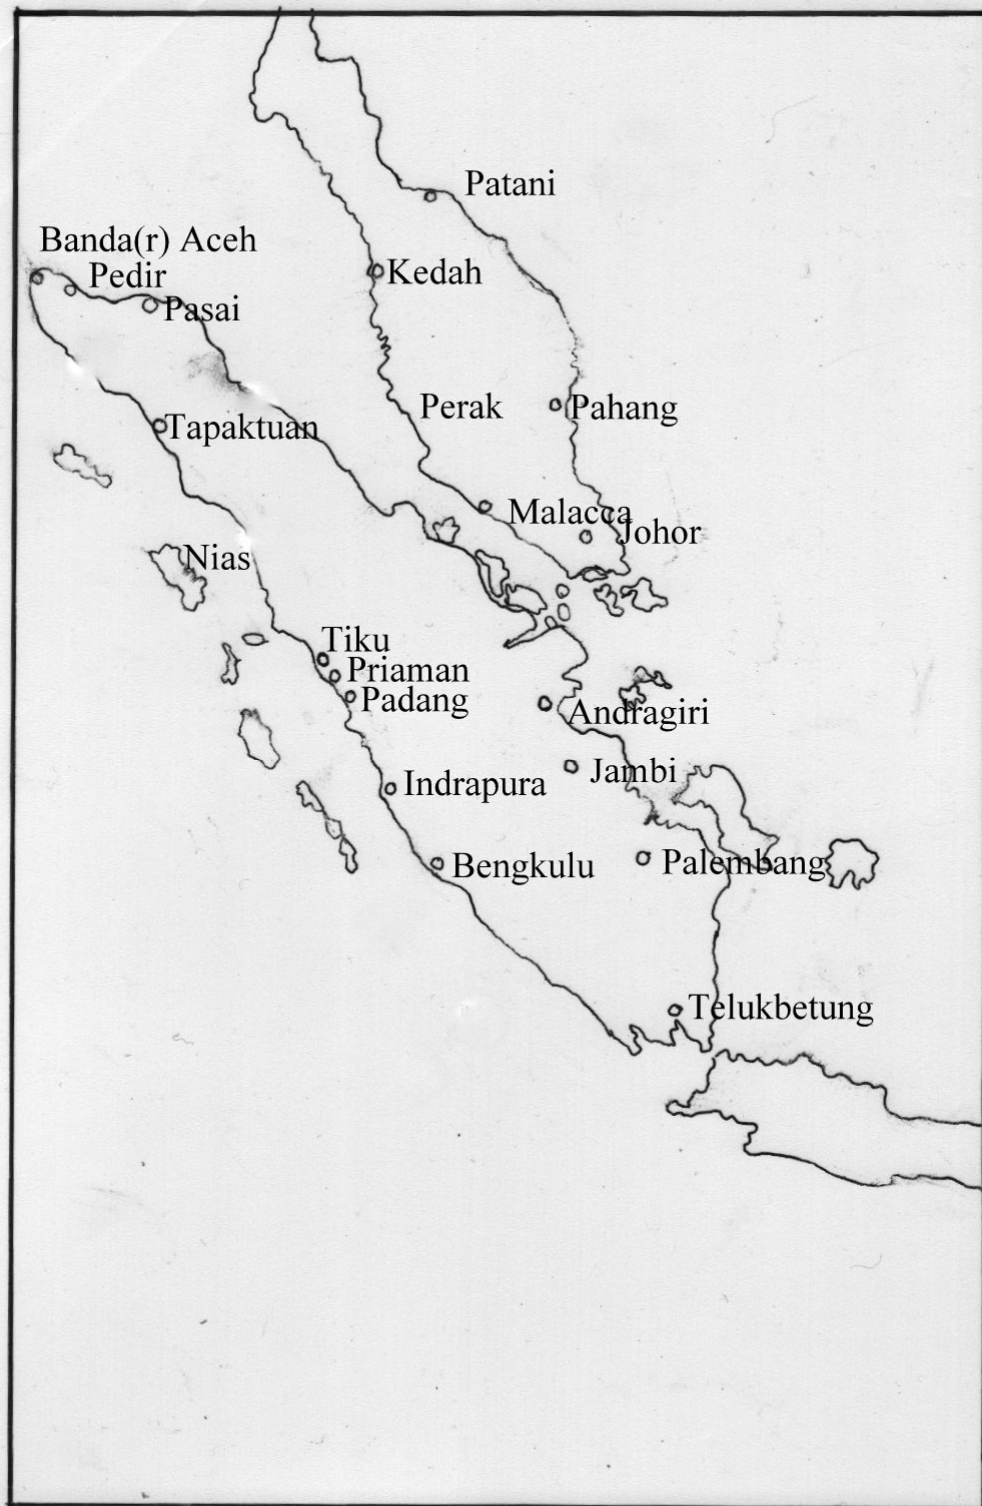 Patani
Banda(r) Aceh
Kedah
Pedir
Pasai
Perak
Pahang
Tapaktuan
Malacca
Johor
Nias
Tiku
Priaman
Padang
Andragiri
Jambi
Indrapura
Palembang
Bengkulu
Telukbetung